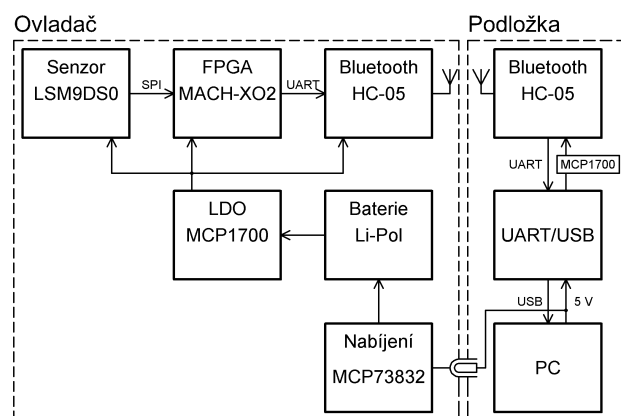 Ovladač
Podložka
Senzor
LSM9DS0
SPI
FPGA
MACH-XO2
UART
Bluetooth
HC-05
Bluetooth
HC-05
UART
MCP1700
LDO
MCP1700
Baterie
Li-Pol
UART/USB
USB
5 V
Nabíjení
MCP73832
PC